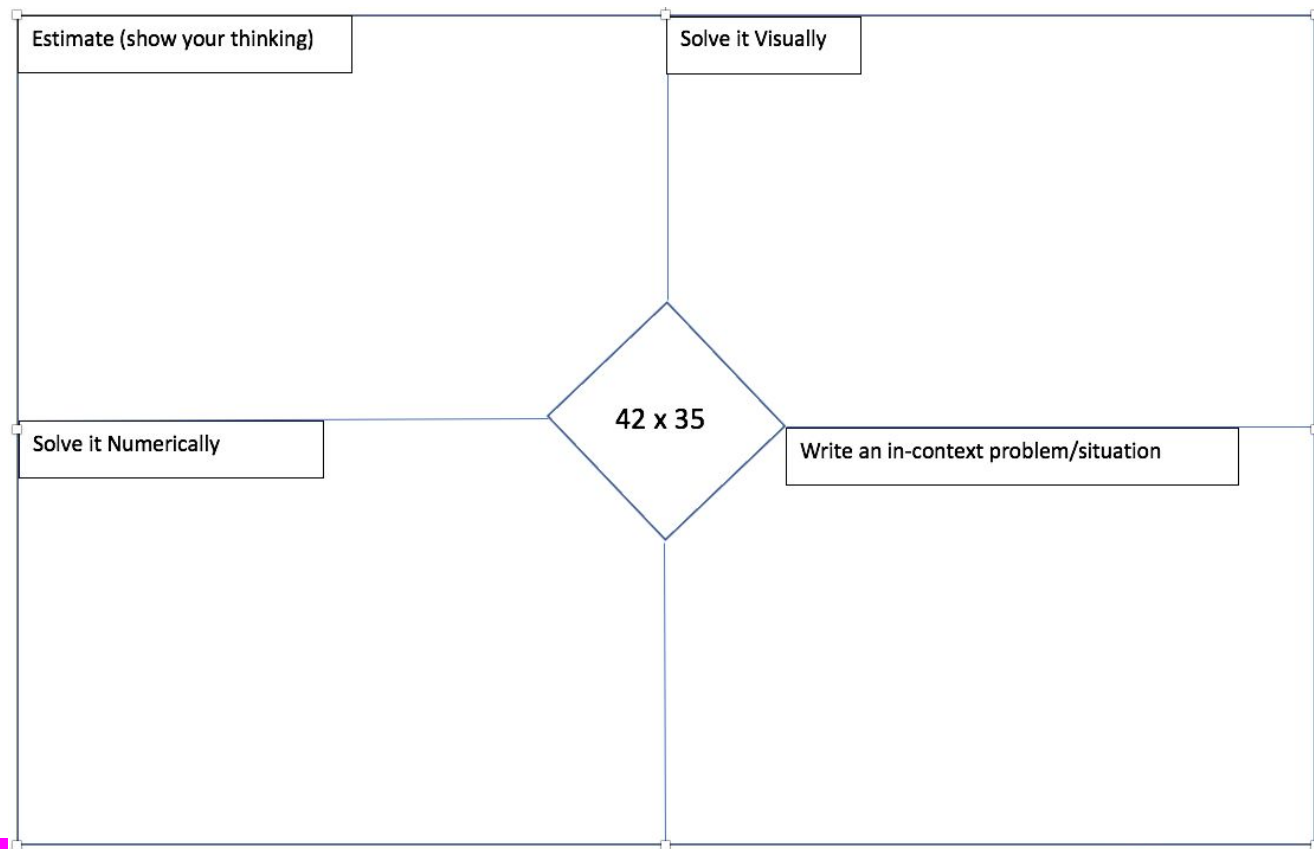 Estimate (show your thinking)
Solve it Visually
42 x 35
Solve it Numerically
Write an in-context problem/situation